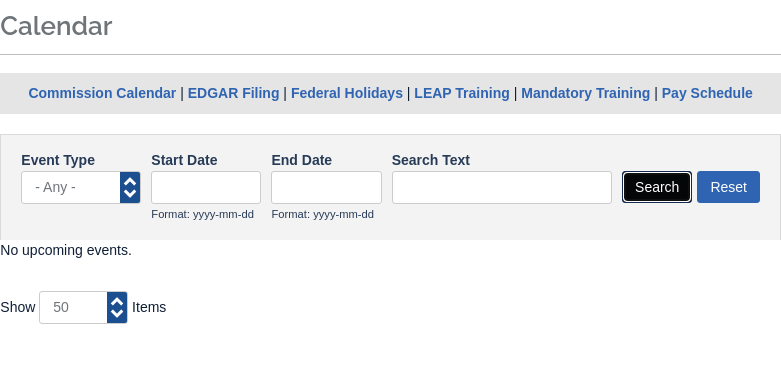 Calendar
Commission Calendar | EDGAR Filing | Federal Holidays | LEAP Training | Mandatory Training | Pay Schedule
Event Type Start Date End Date Search Text
- Any - Search Reset
Format: yyyy-mm-dd Format: yyyy-mm-dd
No upcoming events.
Show 50 Items